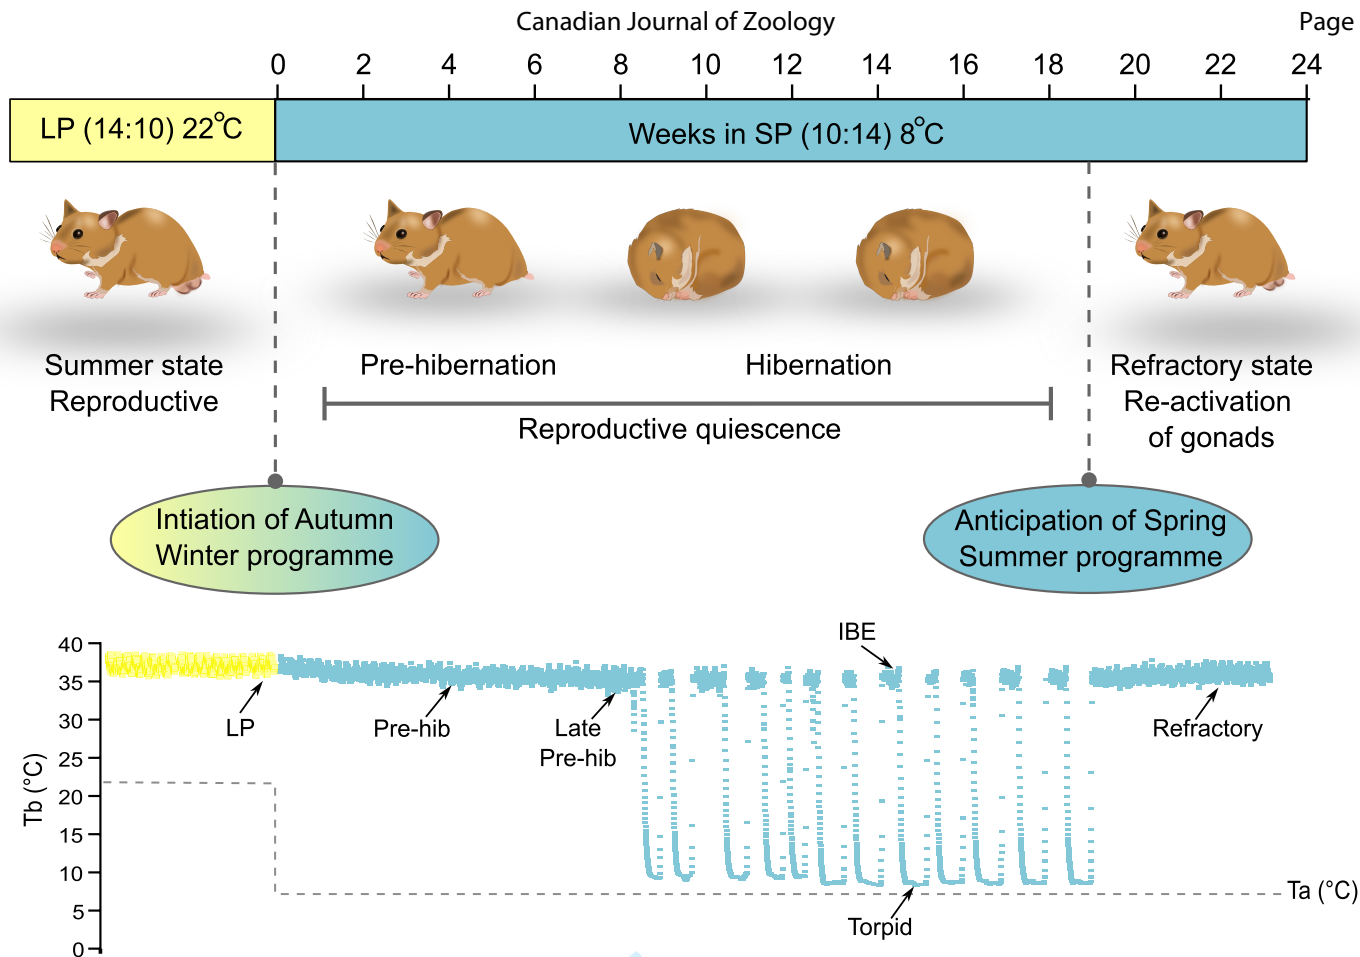 Canadian Journal of Zoology
Page
0 2 4 6 8 10 12 14 16 18 20 22 24
LP (14:10) 22°C
Weeks in SP (10:14) 8°C
Summer state
Reproductive
Pre-hibernation
Hibernation
Refractory state
Re-activation
of gonads
Reproductive quiescence
Intiation of Autumn
Winter programme
Anticipation of Spring
Summer programme
Tb (°C)
40
35
30
25
20
15
10
5
0
LP
Pre-hib
Late
Pre-hib
IBE
Torpid
Refractory
Ta (°C)